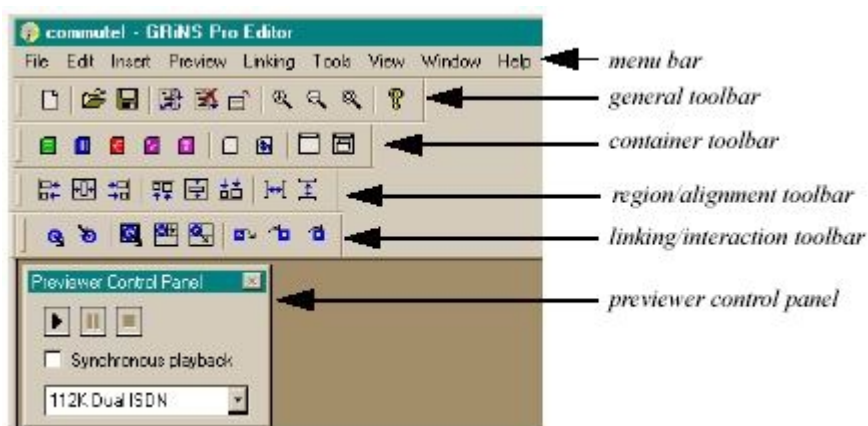 commutel - GRiNS Pro Editor
File Edit Insert Preview Linking Tools View Window Help
menu bar
general toolbar
container toolbar
region/alignment toolbar
linking/interaction toolbar
Previewer Control Panel
previewer control panel
Synchronous playback
112K Dual ISDN